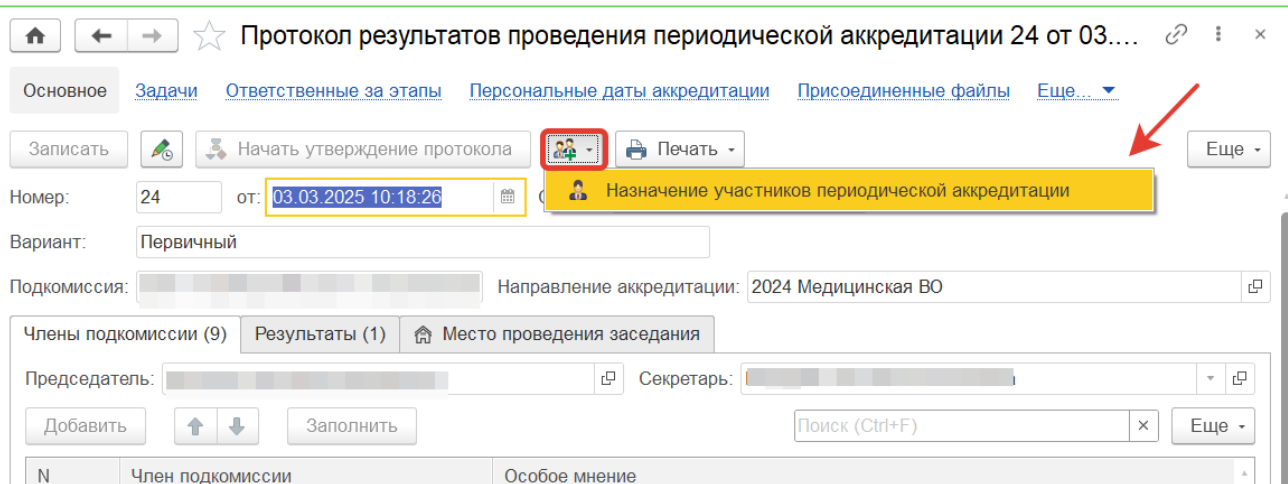 Протокол результатов проведения периодической аккредитации 24 от 03....
Основное Задачи Ответственные за этапы Персональные даты аккредитации Присоединенные файлы Еще...
Записать Начать утверждение протокола Печать Еще
Назначение участников периодической аккредитации
Номер: 24 от: 03.03.2025 10:18:26
Вариант: Первичный
Подкомиссия: Направление аккредитации: 2024 Медицинская ВО
Члены подкомиссии (9) Результаты (1) Место проведения заседания
Председатель: Секретарь:
Добавить Заполнить Поиск (Ctrl+F) Еще
N Член подкомиссии Особое мнение